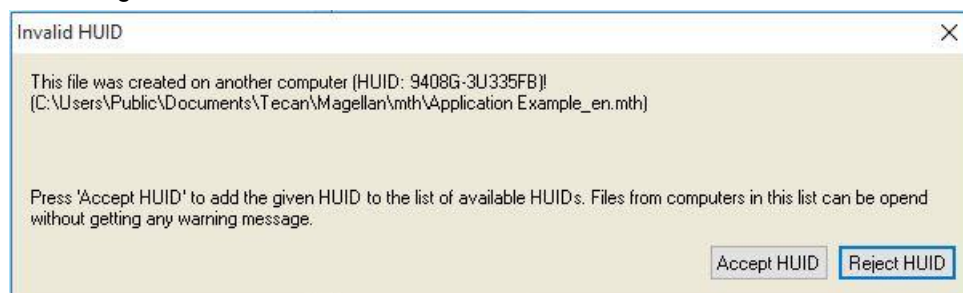 Invalid HUID
This file was created on another computer (HUID: 9408G-3U335FB)!
(C:\Users\Public\Documents\Tecan\Magellan\mth\Application Example_en.mth)
Press 'Accept HUID' to add the given HUID to the list of available HUIDs. Files from computers in this list can be opend
without getting any warning message.
Accept HUID Reject HUID